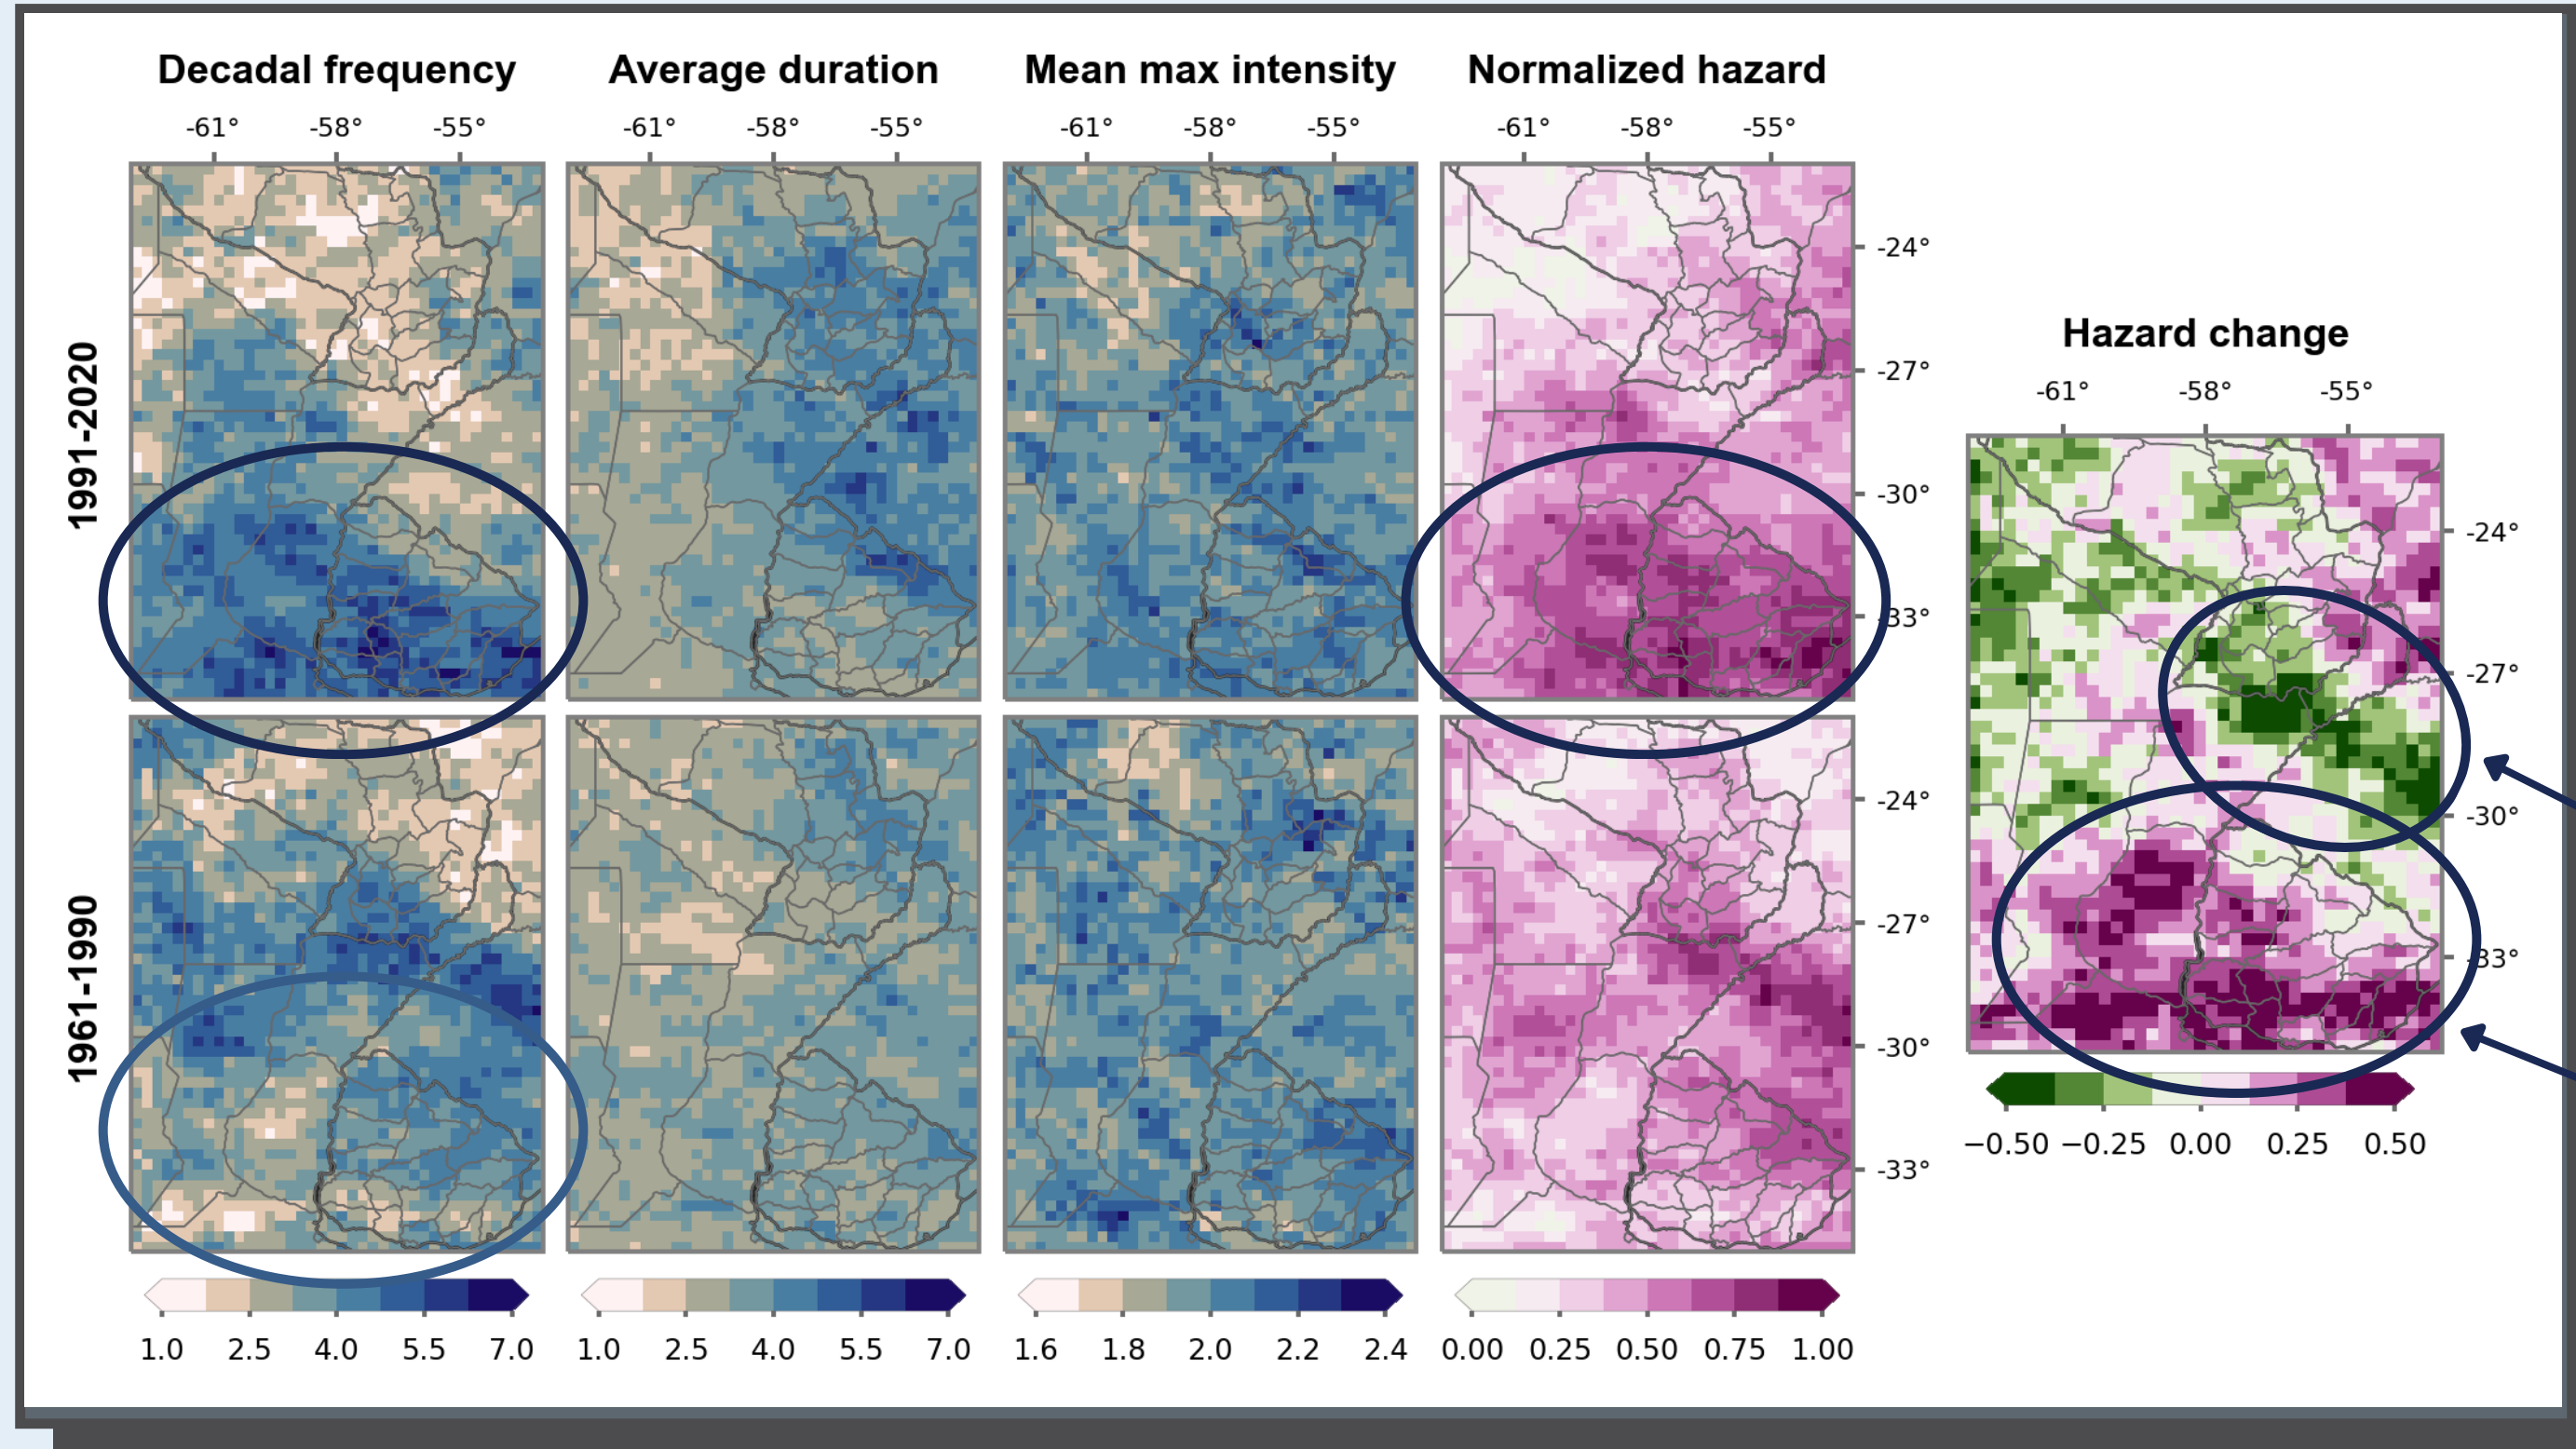 Decadal frequency
Average duration
Mean max intensity
Normalized hazard
-61° -58° -55°
-61° -58° -55°
-61° -58° -55°
-61° -58° -55°
1991-2020
-24°
-27°
-30°
-33°
Hazard change
-61° -58° -55°
-24°
-27°
-30°
33°
−0.50 −0.25 0.00 0.25 0.50
1961-1990
-24°
-27°
-30°
-33°
1.0 2.5 4.0 5.5 7.0
1.0 2.5 4.0 5.5 7.0
1.6 1.8 2.0 2.2 2.4
0.00 0.25 0.50 0.75 1.00